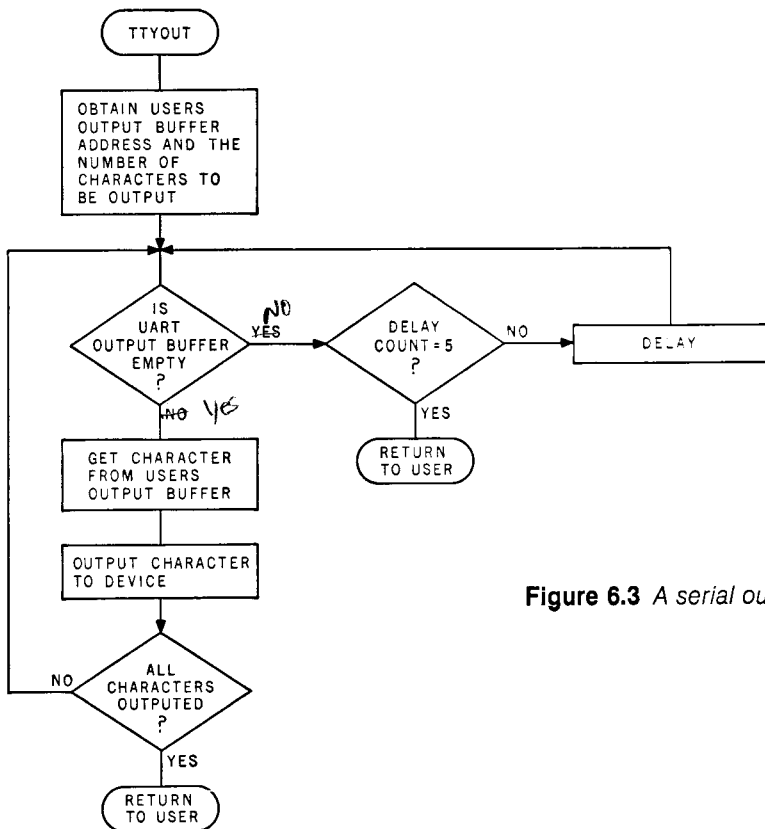 TTYOUT
OBTAIN USERS
OUTPUT BUFFER
ADDRESS AND THE
NUMBER OF
CHARACTERS TO
BE OUTPUT
IS
UART
OUTPUT BUFFER
EMPTY
?
NO
YES
NO Yes
DELAY
COUNT=5
?
NO
DELAY
YES
RETURN
TO USER
GET CHARACTER
FROM USERS
OUTPUT BUFFER
OUTPUT CHARACTER
TO DEVICE
Figure 6.3 A serial ou
ALL
CHARACTERS
OUTPUTED
?
NO
YES
RETURN
TO USER